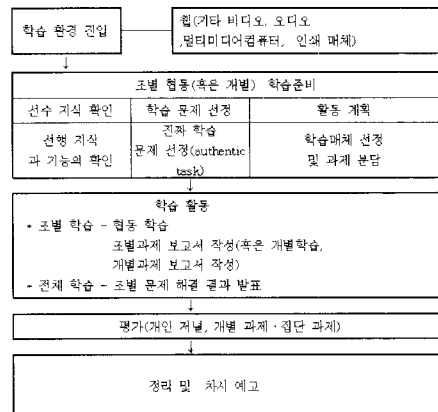 학습 환경 진입
웹(기타 비디오, 오디오
,멀티미디어컴퓨터, 인쇄 매체)
조별 협동(혹은 개별) 학습준비
선수 지식 확인
학습 문제 선정
활동 계획
선행 지식
과 기능의 확인
진짜 학습
문제 선정(authentic
task)
학습매체 선정
및 과제 분담
학습 활동
* 조별 학습 - 협동 학습
조별과제 보고서 작성(혹은 개별학습,
개별과제 보고서 작성)
* 전체 학습 - 조별 문제 해결 결과 발표
평가(개인 저널, 개별 과제·집단 과제)
정리 및 차시 예고